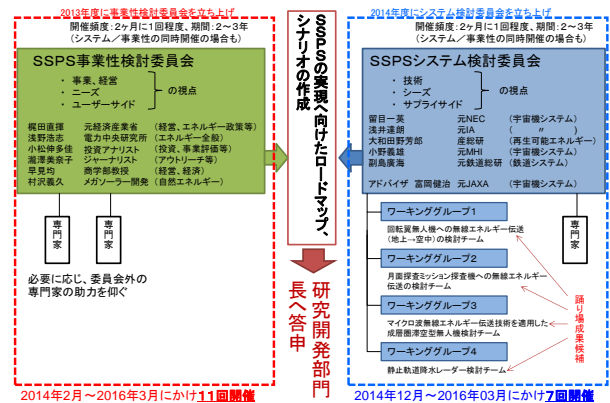 2013年度に事業性検討委員会を立ち上げ
開催頻度:2ヶ月に1回程度、期間:2~3年
(システム/事業性の同時開催の場合も)
SSPS事業性検討委員会
・ 事業、経営
・ ニーズ
・ ユーザーサイド
の視点
梶田直揮 元経済産業省 (経営、エネルギー政策等)
浅野浩志 電力中央研究所 (エネルギー全般)
小松伸多佳 投資アナリスト (投資、事業評価等)
瀧澤美奈子 ジャーナリスト (アウトリーチ等)
早見均 商学部教授 (経営、経済)
村沢義久 メガソーラー開発 (自然エネルギー)
専門家
専門家
必要に応じ、委員会外の
専門家の助力を仰ぐ
2014年2月~2016年3月にかけ11回開催
SSPSの実現へ向けたロードマップ、
シナリオの作成
研究開発部門
長へ答申
2014年度にシステム検討委員会を立ち上げ
開催頻度:2ヶ月に1回程度、期間:2~3年
(システム/事業性の同時開催の場合も)
SSPSシステム検討委員会
・ 技術
・ シーズ
・ サプライサイド
の視点
留目一英 元NEC (宇宙機システム)
浅井達朗 元IA ( 〃 )
大和田野芳郎 産総研 (再生可能エネルギー)
小野義雄 元MHI (宇宙機システム)
副島廣海 元鉄道総研 (鉄道システム)
アドバイザ 富岡健治 元JAXA (宇宙機システム)
ワーキンググループ1
回転翼無人機への無線エネルギー伝送
(地上→空中)の検討チーム
専門家
ワーキンググループ2
月面探査ミッション探査機への無線エネルギー
伝送の検討チーム
ワーキンググループ3
マイクロ波無線エネルギー伝送技術を適用した
成層圏滞空型無人機検討チーム
ワーキンググループ4
静止軌道降水レーダー検討チーム
踊り場成果候補
2014年12月~2016年03月にかけ7回開催